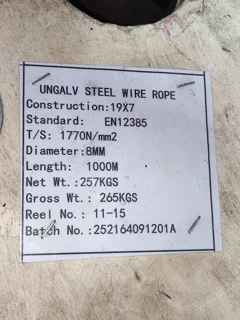 UNGALV STEEL WIRE ROPE
Construction:19X7
Standard: EN12385
T/S: 1770N/mm2
Diameter:8MM
Length: 1000M
Net Wt.:257KGS
Gross Wt.: 265KGS
Reel No.: 11-15
Batch No.:252164091201A